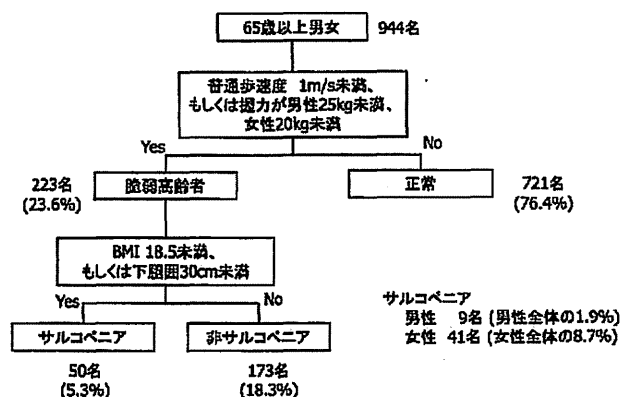 65歳以上男女 944名
普通歩速度 1m/s未満、
もしくは握力が男性25kg未満、
女性20kg未満
Yes No
223名 脆弱高齢者 正常 721名
(23.6%) (76.4%)
BMI 18.5未満、
もしくは下腿囲30cm未満
Yes No
サルコペニア 非サルコペニア
50名 173名
(5.3%) (18.3%)
サルコペニア
男性 9名 (男性全体の1.9%)
女性 41名 (女性全体の8.7%)